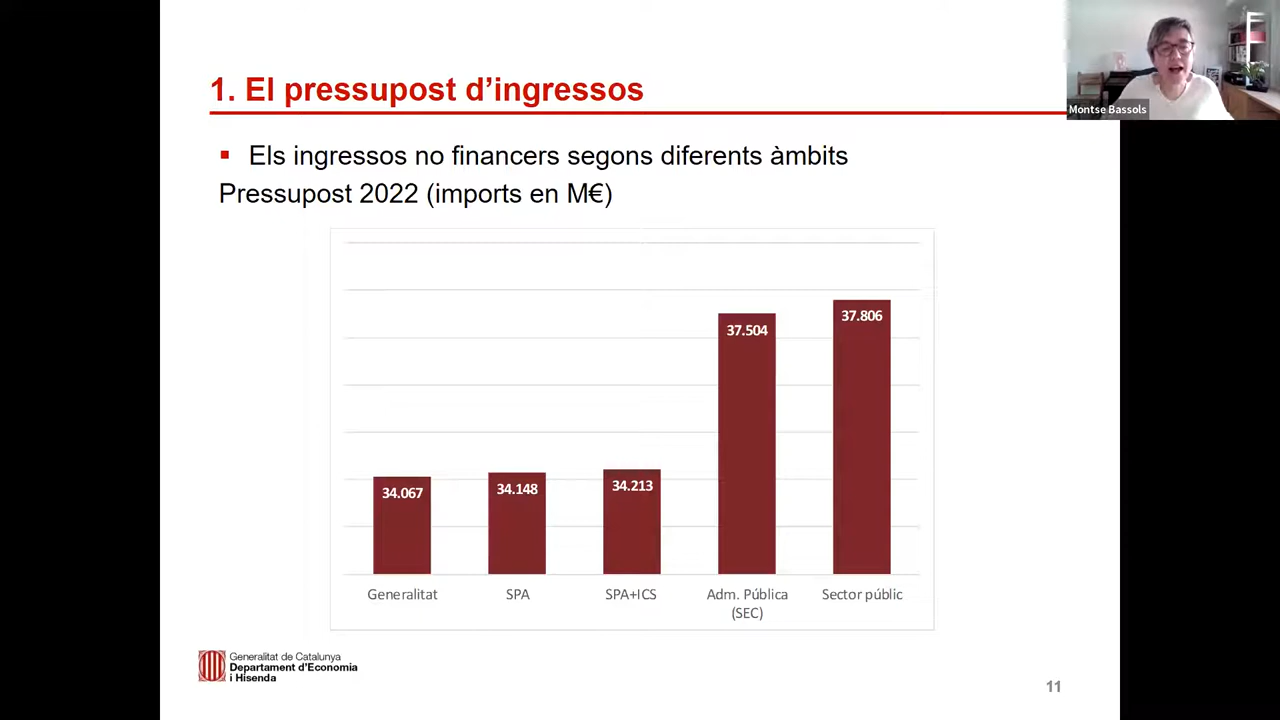 1. El pressupost d’ingressos
Montse Bassols
▪ Els ingressos no financers segons diferents àmbits
Pressupost 2022 (imports en M€)
34.067
34.148
34.213
37.504
37.806
Generalitat
SPA
SPA+ICS
Adm. Pública
(SEC)
Sector públic
Generalitat de Catalunya
Departament d’Economia
i Hisenda
11